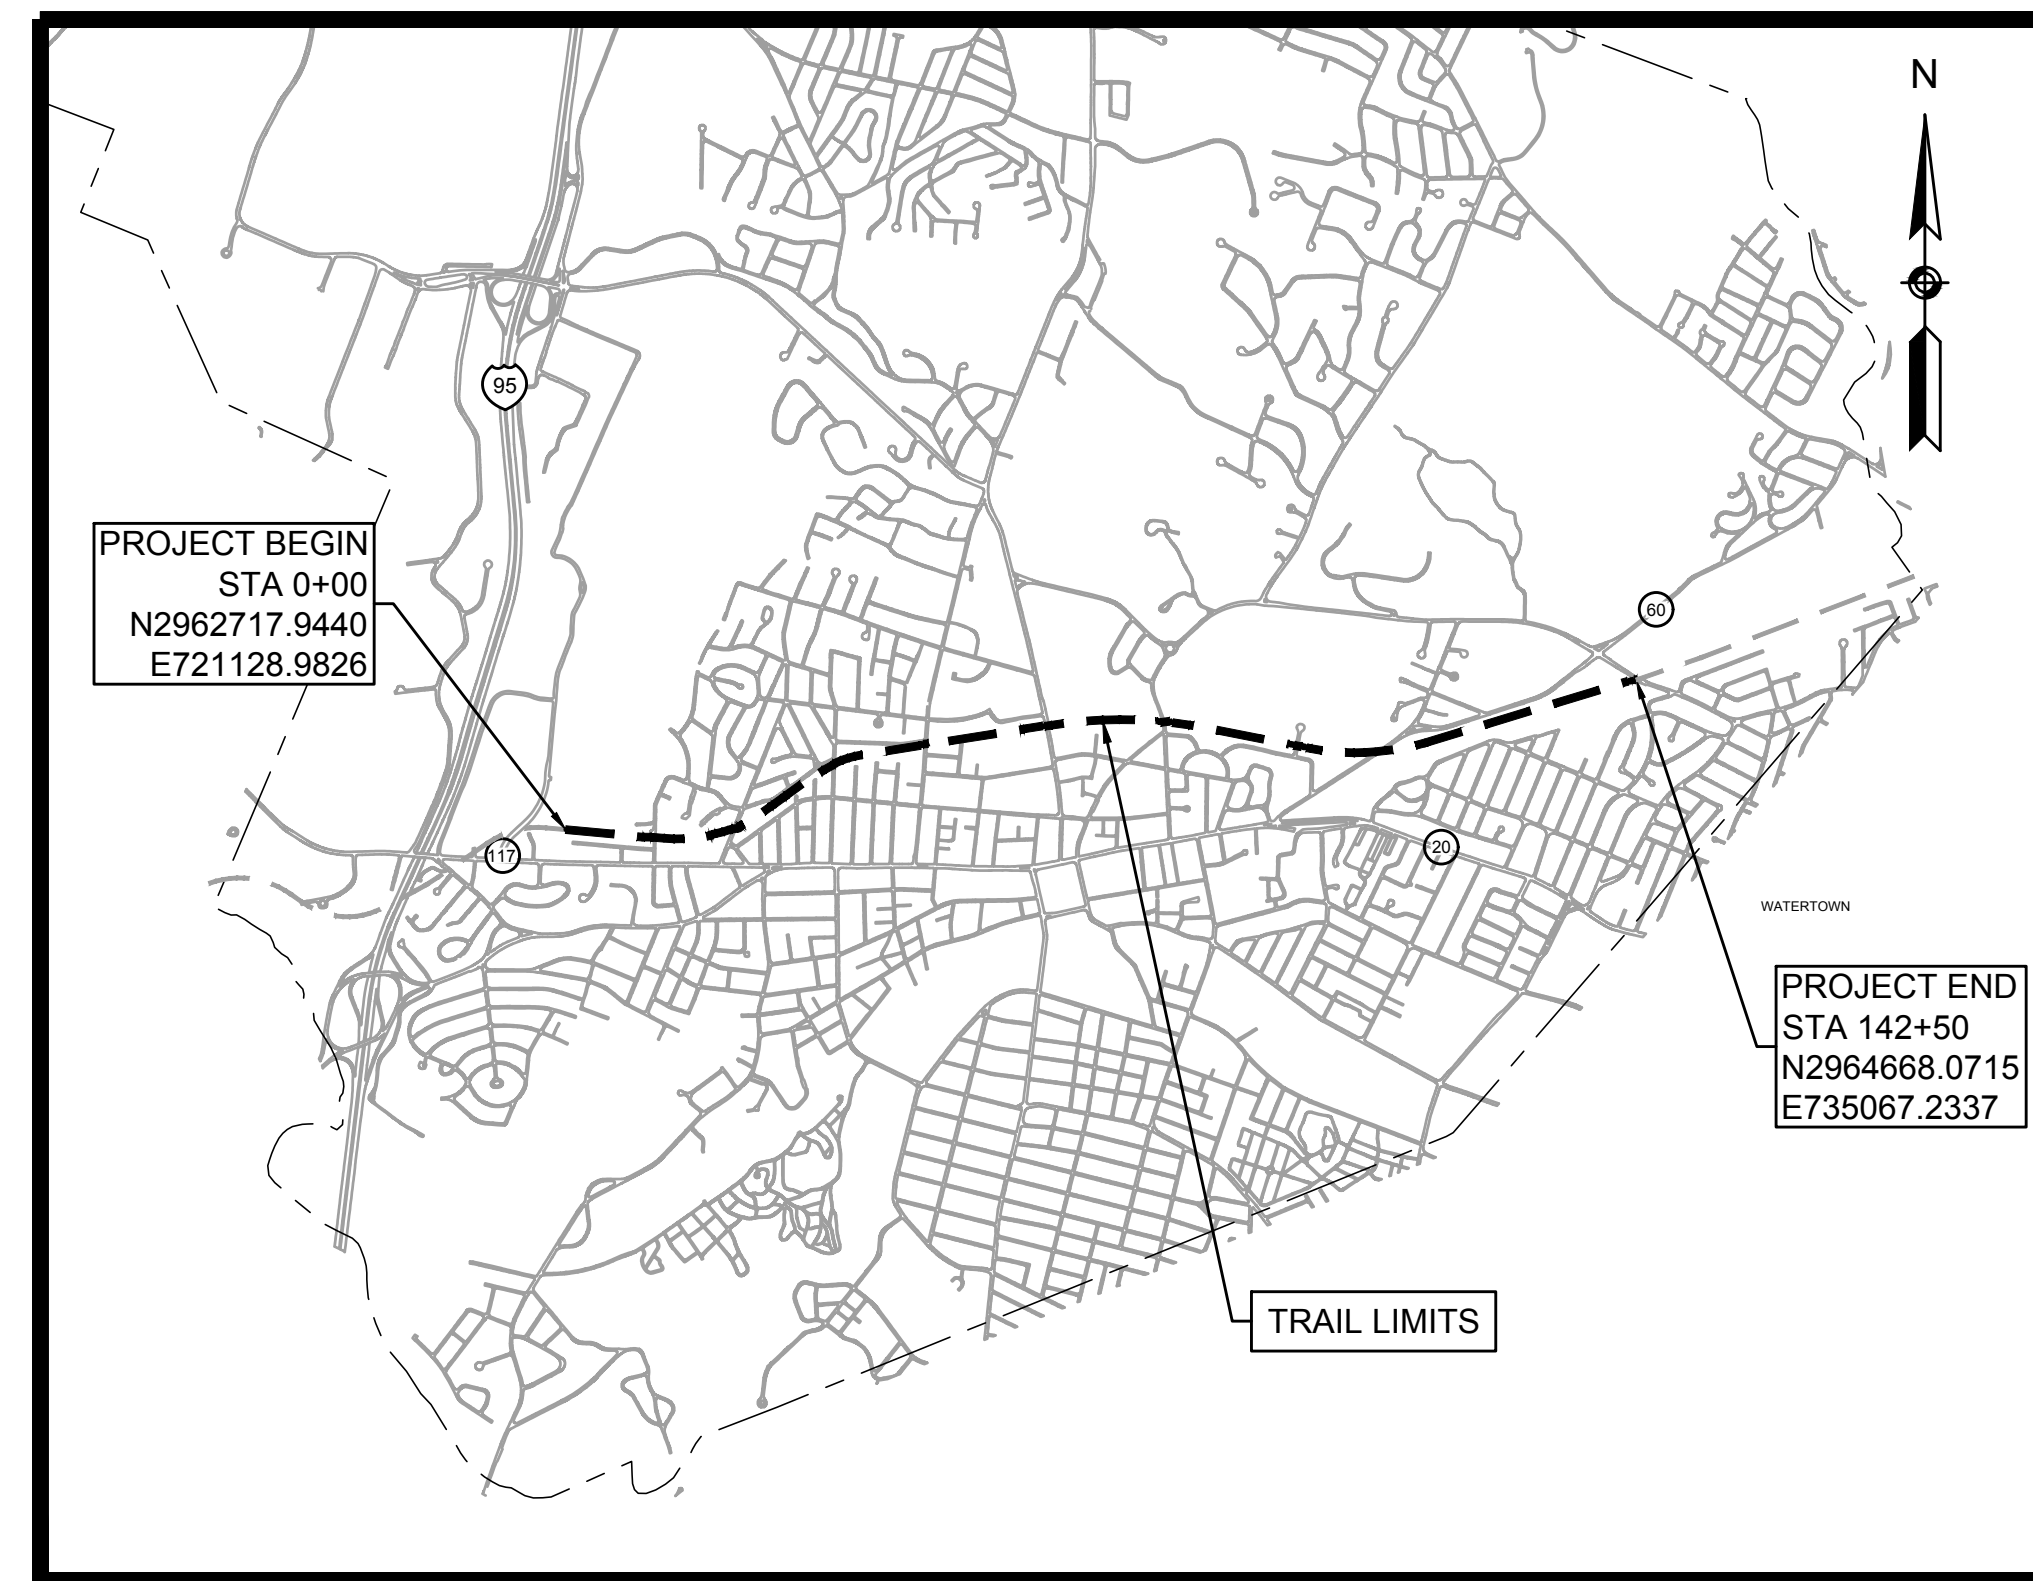 N
95
PROJECT BEGIN
STA 0+00
N2962717.9440
E721128.9826
60
117
20
WATERTOWN
PROJECT END
STA 142+50
N2964668.0715
E735067.2337
TRAIL LIMITS